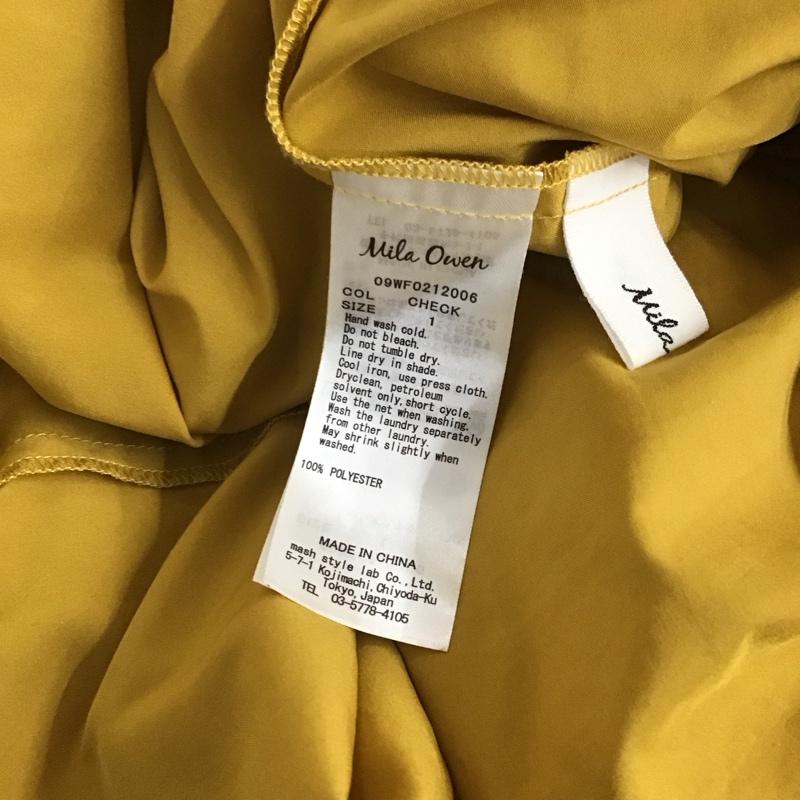 Mila Owen
09WF0212006
COL CHECK
SIZE 1
Hand wash cold.
Do not bleach.
Do not tumble dry.
Line dry in shade.
Cool iron, use press cloth.
Dryclean, petroleum
solvent only,short cycle.
Use the net when washing.
Wash the laundry separately
from other laundry.
May shrink slightly when
washed.
100% POLYESTER
MADE IN CHINA
mash style lab Co.,Ltd.
5-7-1 Kojimachi,Chiyoda-Ku
Tokyo,Japan
TEL 03-5778-4105
Mila